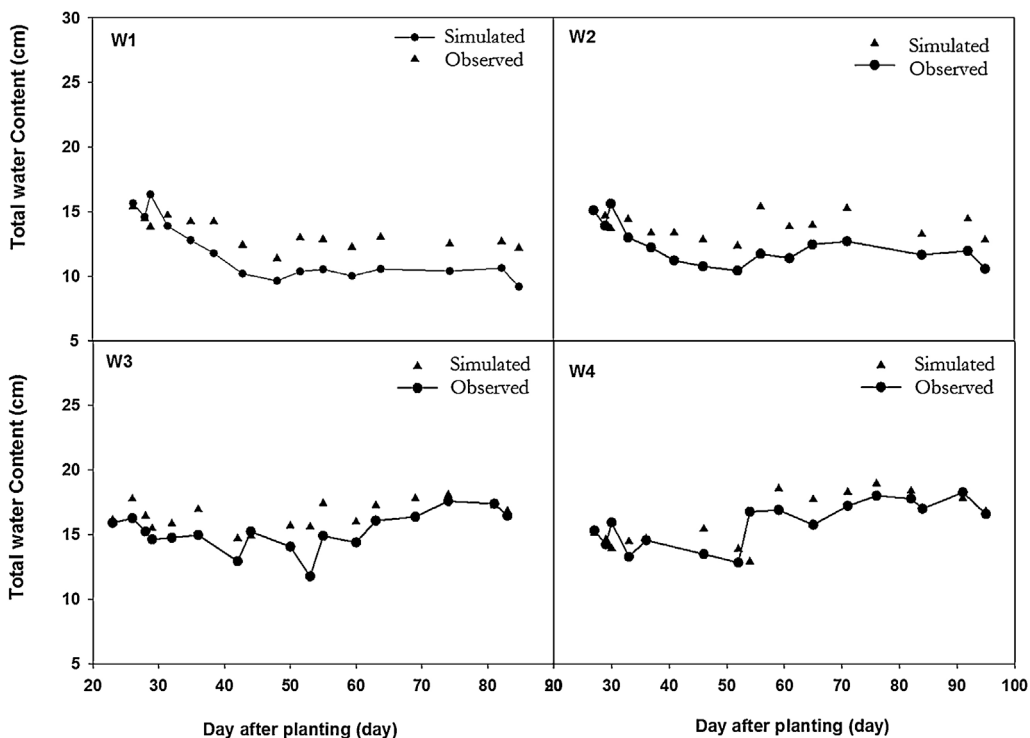 Total water Content (cm)
30
25
20
15
10
5
W1
Simulated
Observed
W2
Simulated
Observed
Total water Content (cm)
25
20
15
10
5
W3
Simulated
Observed
W4
Simulated
Observed
20 30 40 50 60 70 80
30 40 50 60 70 80 90 100
Day after planting (day)
Day after planting (day)